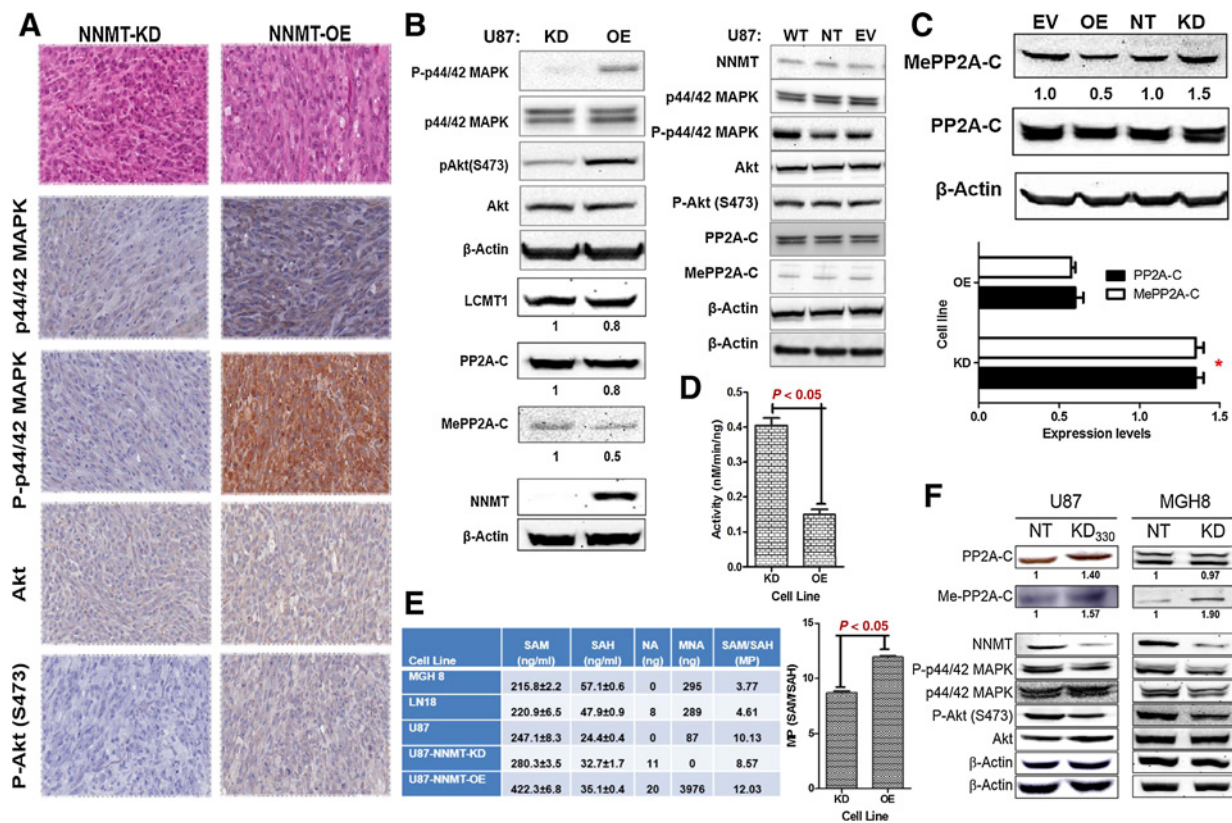 A
NNMT-KD
NNMT-OE
p44/42 MAPK
P-p44/42 MAPK
Akt
P-Akt (S473)
B
U87: KD OE
P-p44/42 MAPK
p44/42 MAPK
pAkt(S473)
Akt
β-Actin
LCMT1
1 0.8
PP2A-C
1 0.8
MePP2A-C
1 0.5
NNMT
β-Actin
U87: WT NT EV
NNMT
p44/42 MAPK
P-p44/42 MAPK
Akt
P-Akt (S473)
PP2A-C
MePP2A-C
β-Actin
β-Actin
C
EV OE NT KD
MePP2A-C
1.0 0.5 1.0 1.5
PP2A-C
β-Actin
PP2A-C
MePP2A-C
Cell line
OE
KD
*
0.0 0.5 1.0 1.5
Expression levels
D
P < 0.05
Activity (nM/min/ng)
0.5
0.4
0.3
0.2
0.1
0.0
KD OE
Cell Line
E
Cell Line SAM (ng/ml) SAH (ng/ml) NA (ng) MNA (ng) SAM/SAH (MP)
MGH 8 215.8±2.2 57.1±0.6 0 295 3.77
LN18 220.9±6.5 47.9±0.9 8 289 4.61
U87 247.1±8.3 24.4±0.4 0 87 10.13
U87-NNMT-KD 280.3±3.5 32.7±1.7 11 0 8.57
U87-NNMT-OE 422.3±6.8 35.1±0.4 20 3976 12.03
P < 0.05
MP (SAM/SAH)
15
10
5
0
KD OE
Cell Line
F
U87 MGH8
NT KD330 NT KD
PP2A-C
1 1.40 1 0.97
Me-PP2A-C
1 1.57 1 1.90
NNMT
P-p44/42 MAPK
p44/42 MAPK
P-Akt (S473)
Akt
β-Actin
β-Actin